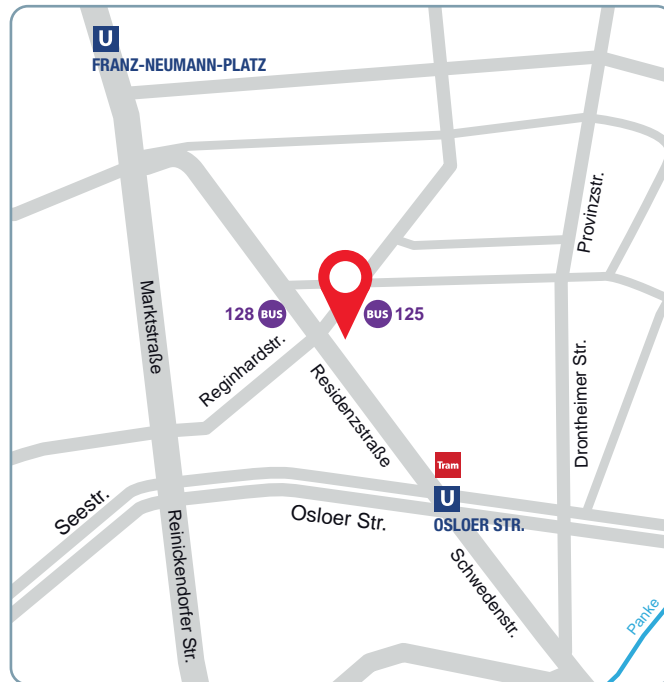 U
FRANZ-NEUMANN-PLATZ
Provinzstr.
Marktstraße
128 BUS
BUS 125
Reginhardstr.
Residenzstraße
Drontheimer Str.
Tram
U
OSLOER STR.
Seestr.
Osloer Str.
Reinickendorfer Str.
Schwedenstr.
Panke